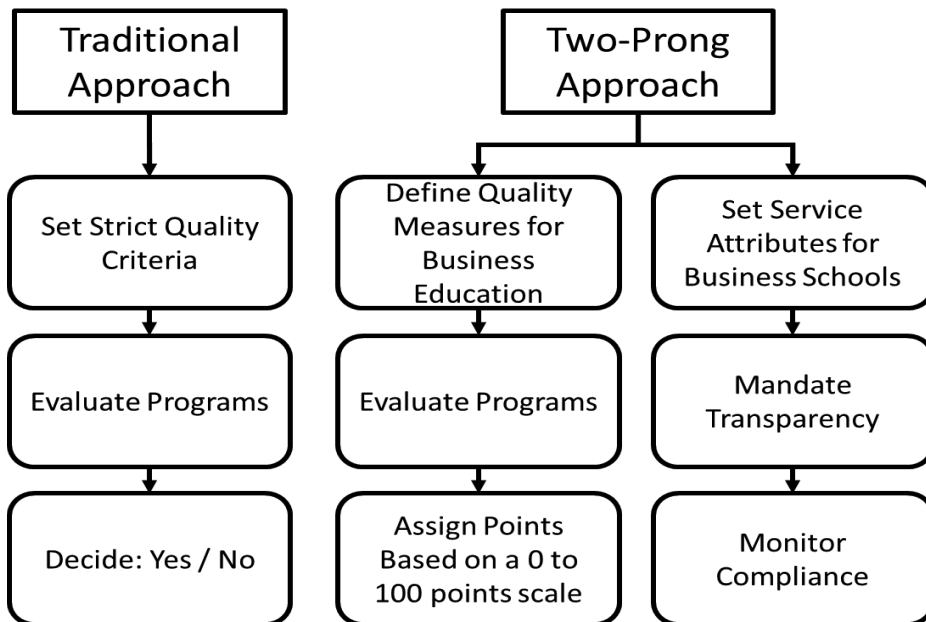 Traditional
Approach
Two-Prong
Approach
Set Strict Quality
Criteria
Define Quality
Measures for
Business
Education
Set Service
Attributes for
Business Schools
Evaluate Programs
Evaluate Programs
Mandate
Transparency
Decide: Yes / No
Assign Points
Based on a 0 to
100 points scale
Monitor
Compliance